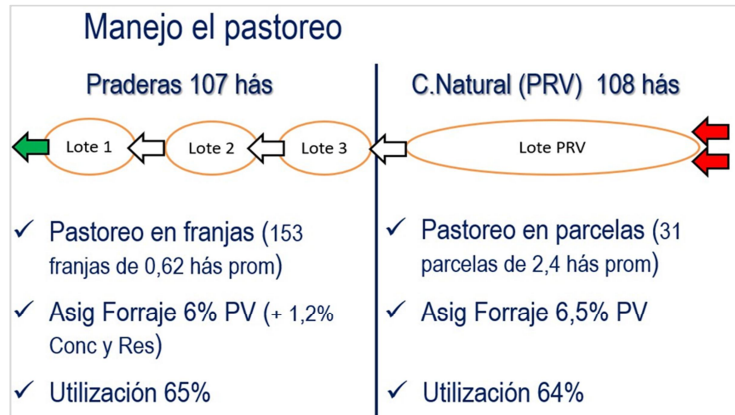 Manejo el pastoreo
Praderas 107 hás
C.Natural (PRV) 108 hás
Lote 1
Lote 2
Lote 3
Lote PRV
✓ Pastoreo en franjas (153
franjas de 0,62 hás prom)
✓ Asig Forraje 6% PV (+ 1,2%
Conc y Res)
✓ Utilización 65%
✓ Pastoreo en parcelas (31
parcelas de 2,4 hás prom)
✓ Asig Forraje 6,5% PV
✓ Utilización 64%